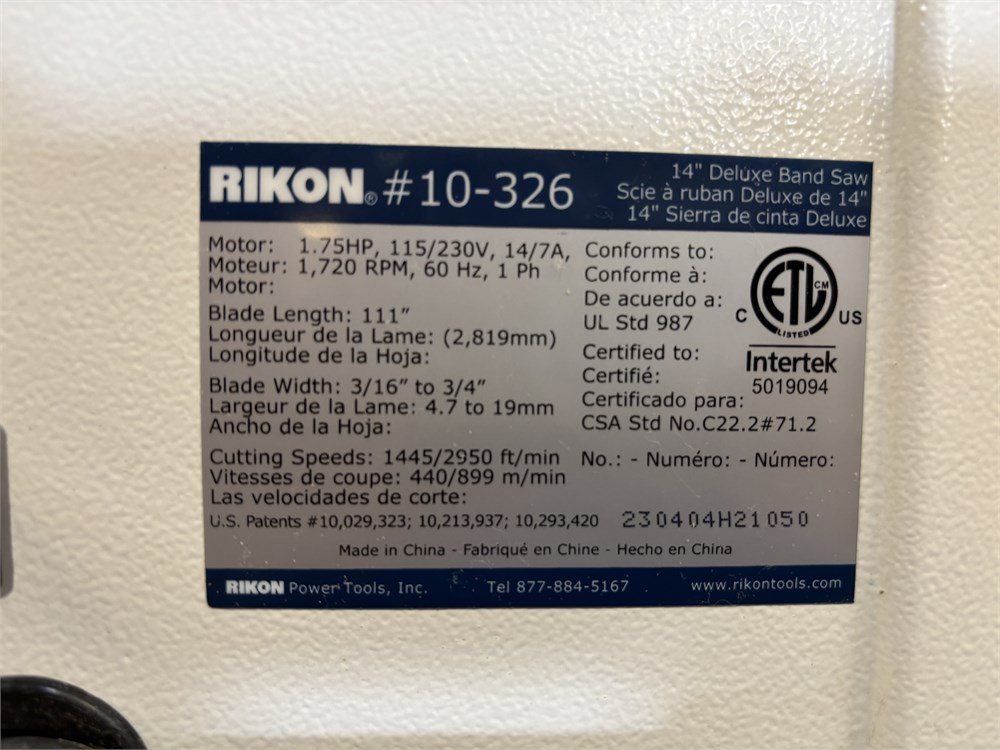 RIKON® #10-326
14" Deluxe Band Saw
Scie à ruban Deluxe de 14"
14" Sierra de cinta Deluxe
Motor: 1.75HP, 115/230V, 14/7A,
Moteur: 1,720 RPM, 60 Hz, 1 Ph
Motor:
Blade Length: 111”
Longueur de la Lame: (2,819mm)
Longitude de la Hoja:
Blade Width: 3/16” to 3/4”
Largeur de la Lame: 4.7 to 19mm
Ancho de la Hoja:
Cutting Speeds: 1445/2950 ft/min
Vitesses de coupe: 440/899 m/min
Las velocidades de corte:
Conforms to:
Conforme à:
De acuerdo a:
UL Std 987
Certified to:
Certifié:
Certificado para:
CSA Std No.C22.2#71.2
C ETL CM US
LISTED
Intertek
5019094
No.: - Numéro: - Número:
U.S. Patents #10,029,323; 10,213,937; 10,293,420
230404H21050
Made in China - Fabriqué en Chine - Hecho en China
RIKON Power Tools, Inc. Tel 877-884-5167 www.rikontools.com